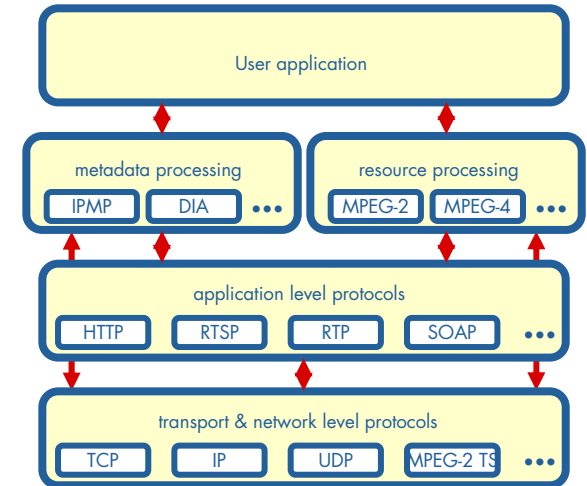 User application
metadata processing
IPMP DIA •••
resource processing
MPEG-2 MPEG-4 •••
application level protocols
HTTP RTSP RTP SOAP •••
transport & network level protocols
TCP IP UDP MPEG-2 TS •••